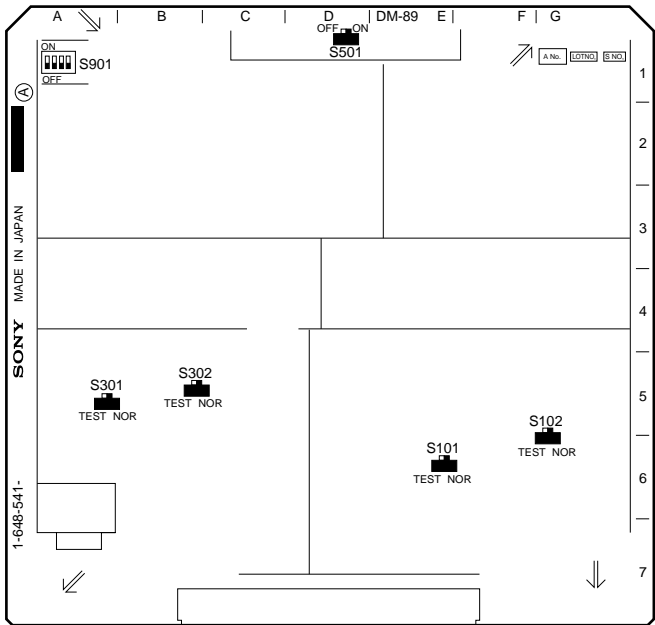 A B C D DM-89 E F G
ON
S901
OFF
OFF ON
S501
A No. LOTNO. S NO.
1
2
3
4
5
6
7
A
SONY MADE IN JAPAN
1-648-541-
S301
TEST NOR
S302
TEST NOR
S101
TEST NOR
S102
TEST NOR